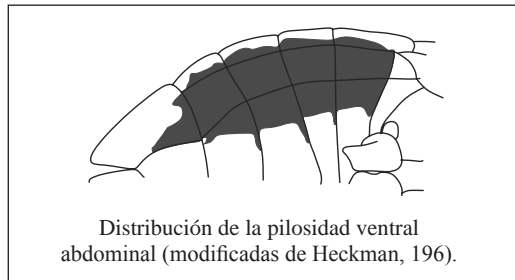 Distribución de la pilosidad ventral
abdominal (modificadas de Heckman, 196).